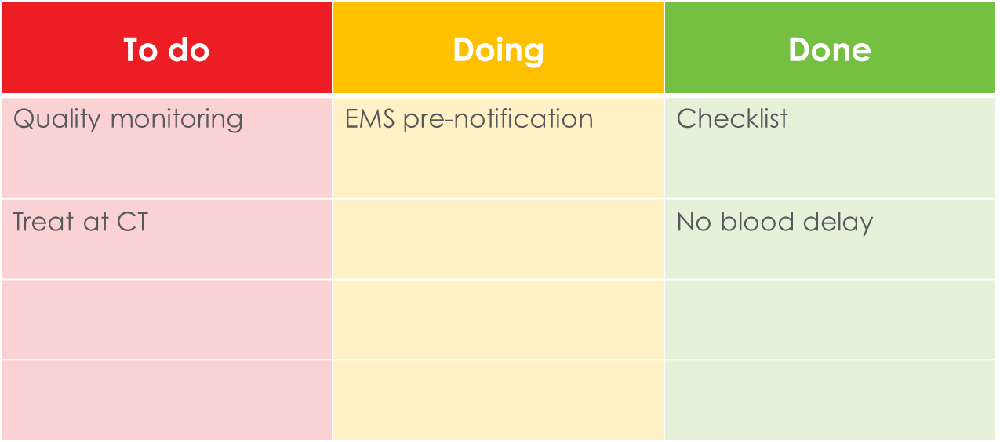 To do
Doing
Done
Quality monitoring
EMS pre-notification
Checklist
Treat at CT
No blood delay